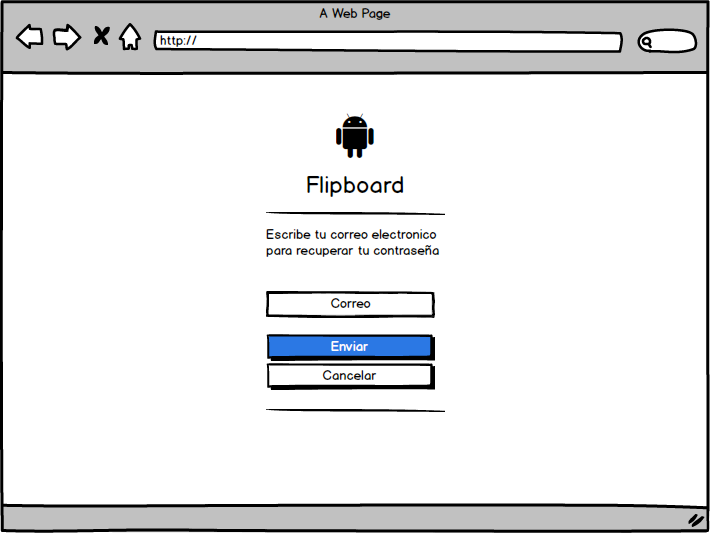 A Web Page
http://
Flipboard
Escribe tu correo electronico
para recuperar tu contraseña
Correo
Enviar
Cancelar